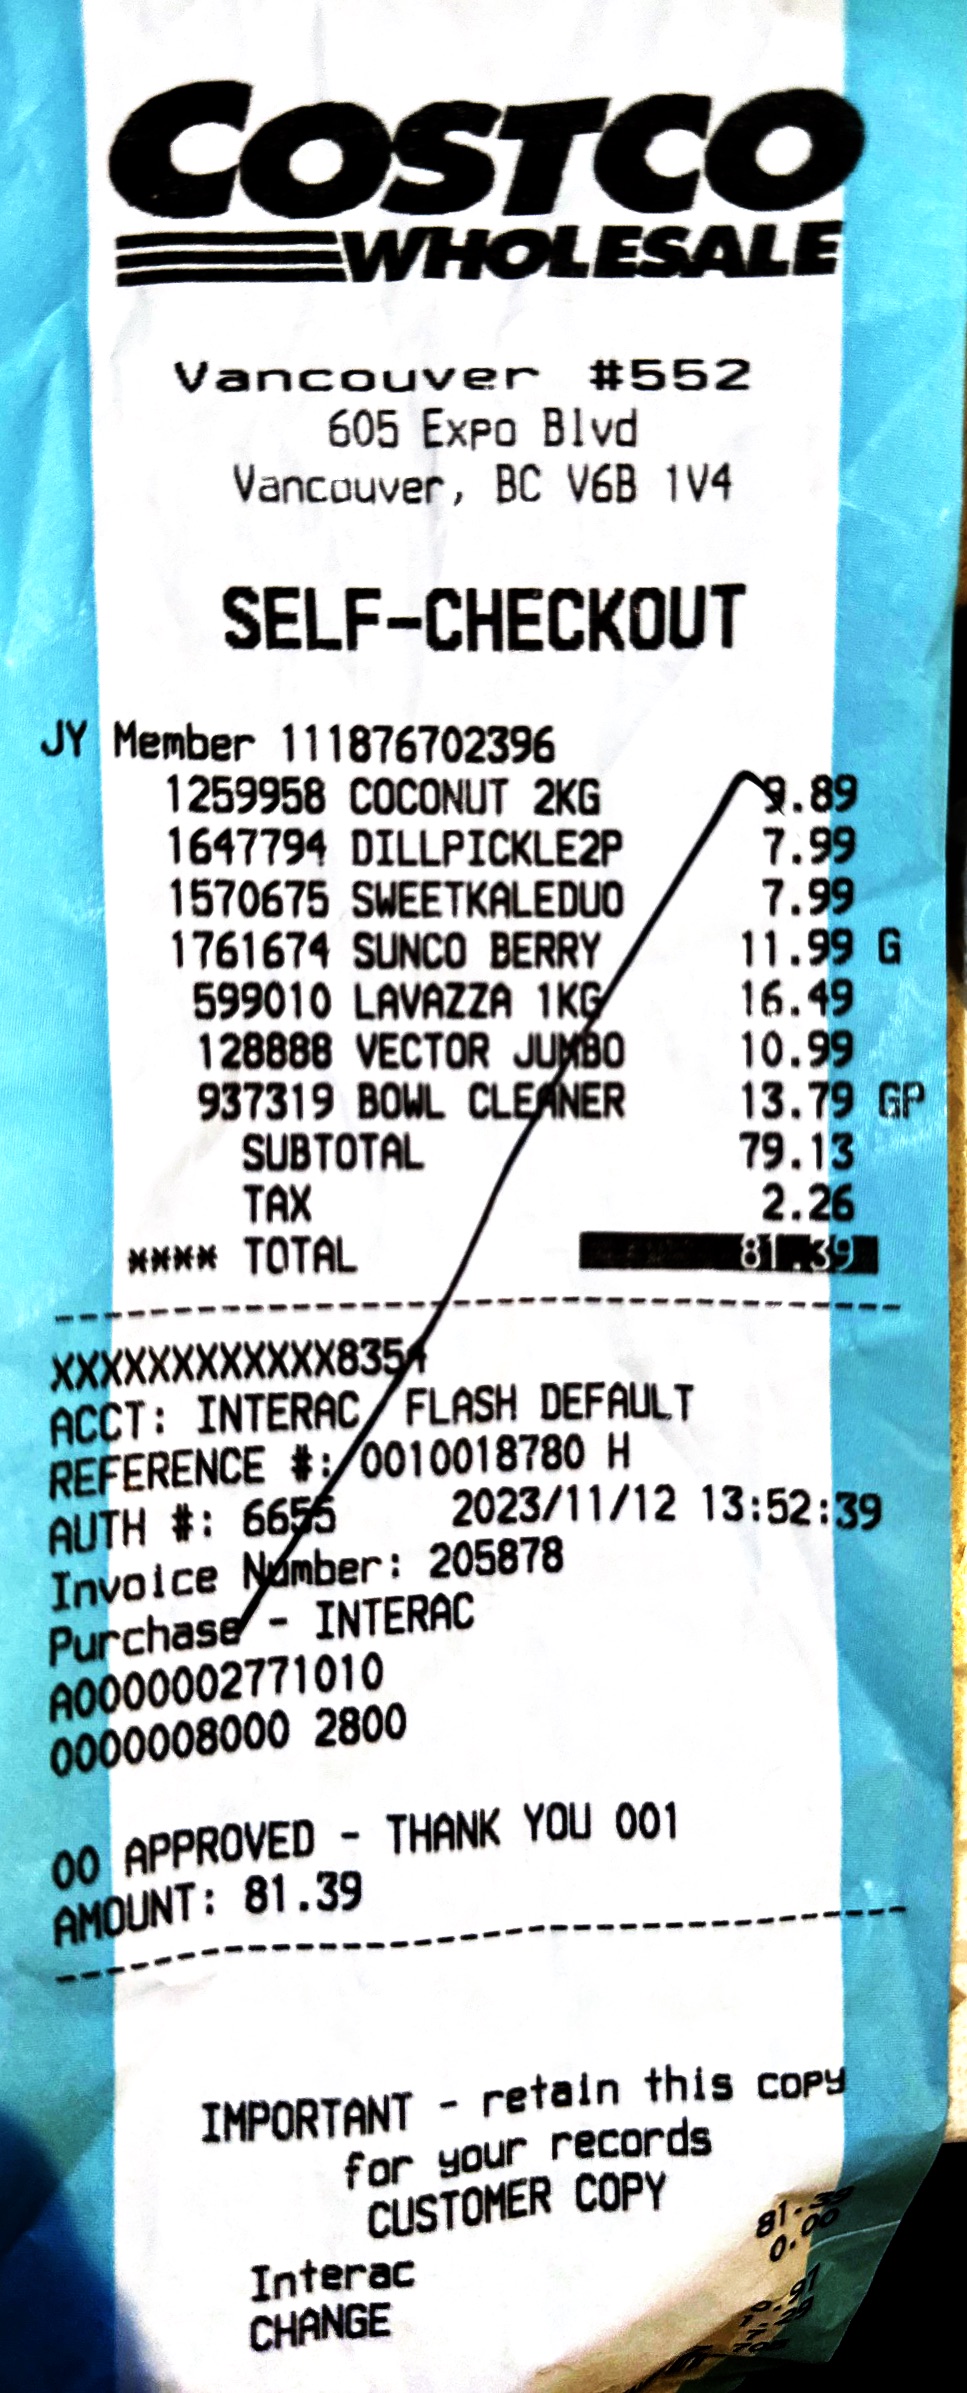 COSTCO
WHOLESALE
Vancouver #552
605 Expo Blvd
Vancouver, BC V6B 1V4
SELF-CHECKOUT
JY Member 111876702396
1259958 COCONUT 2KG 9.89
1647794 DILLPICKLE2P 7.99
1570675 SWEETKALEDUO 7.99
1761674 SUNCO BERRY 11.99 G
599010 LAVAZZA 1KG 16.49
128888 VECTOR JUMBO 10.99
937319 BOWL CLEANER 13.79 GP
SUBTOTAL 79.13
TAX 2.26
**** TOTAL 81.39
XXXXXXXXXXXX8354
ACCT: INTERAC FLASH DEFAULT
REFERENCE #: 0010018780 H
AUTH #: 6655 2023/11/12 13:52:39
Invoice Number: 205878
Purchase - INTERAC
A0000002771010
0000008000 2800
00 APPROVED - THANK YOU 001
AMOUNT: 81.39
IMPORTANT - retain this copy
for your records
CUSTOMER COPY
Interac 81.39
CHANGE 0.00